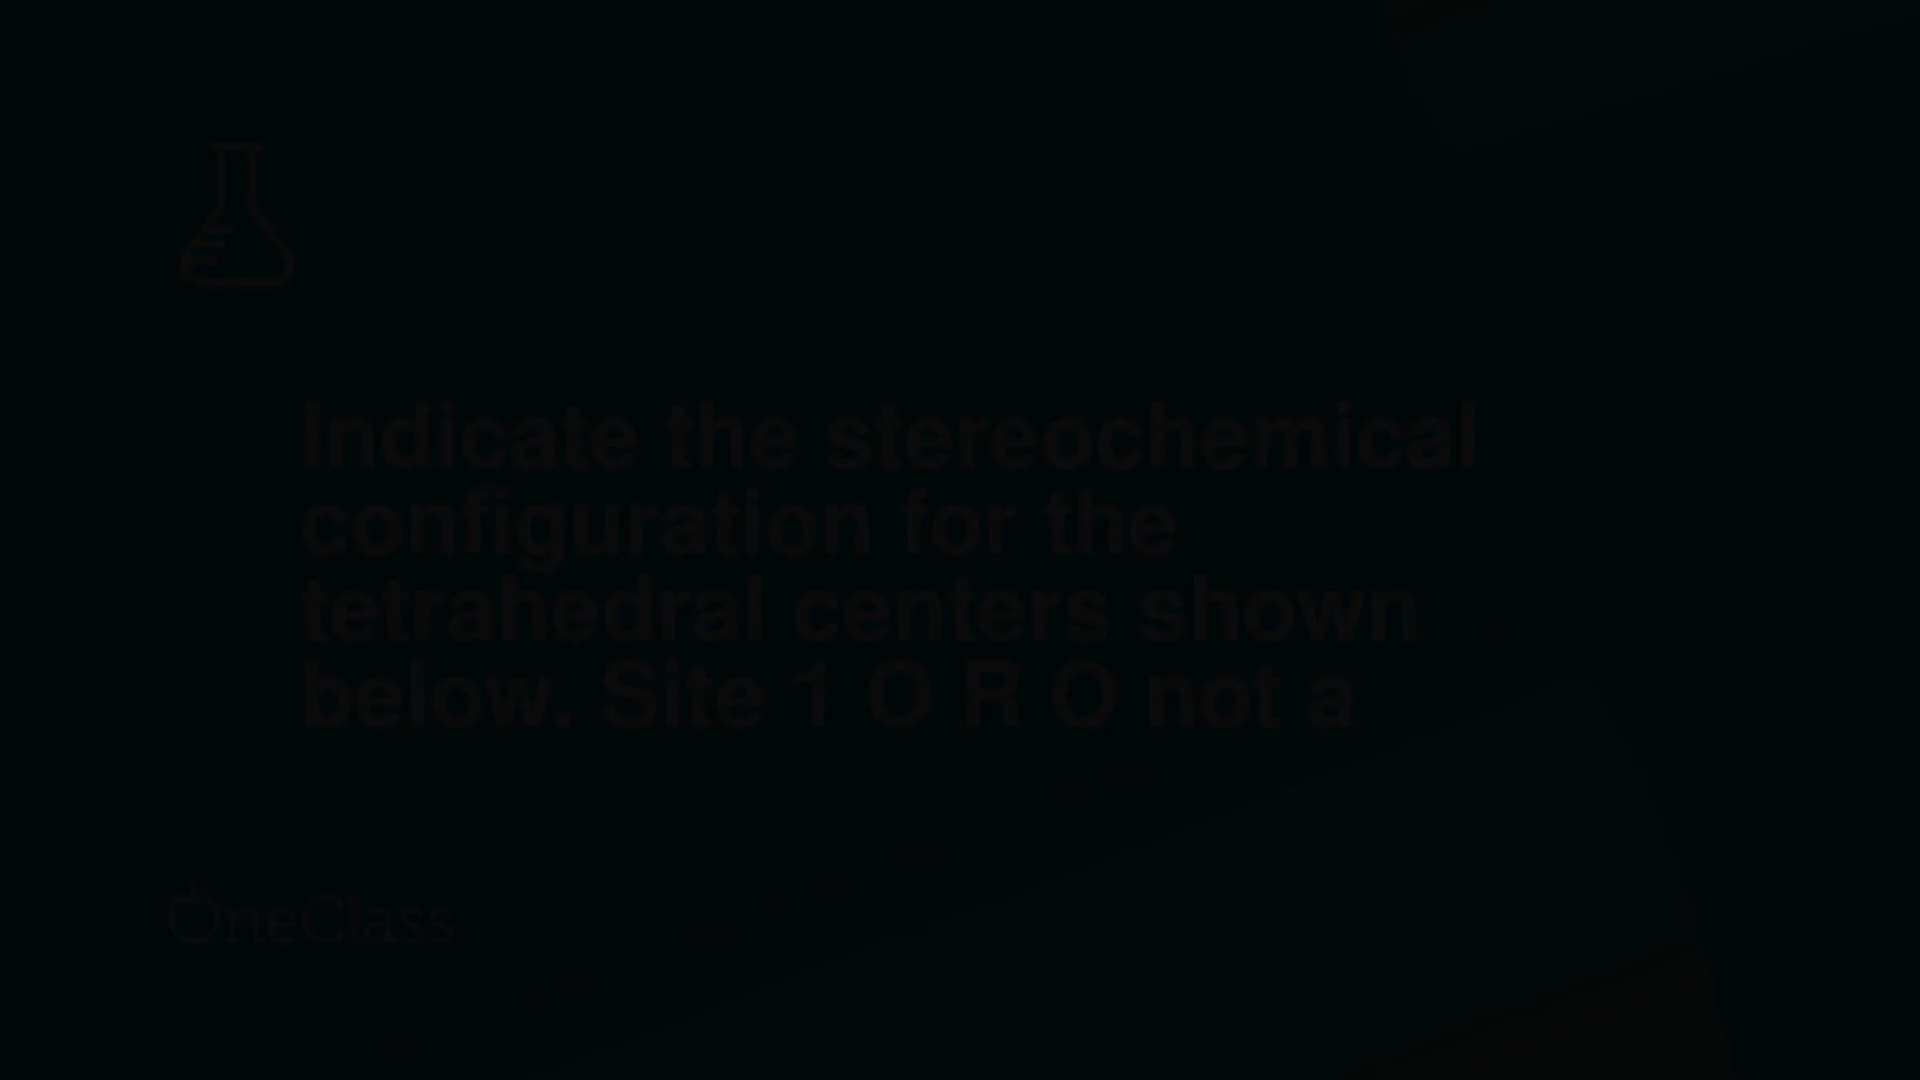 Indicate the stereochemical
configuration for the
tetrahedral centers shown
below. Site 1 O R O not a
OneClass